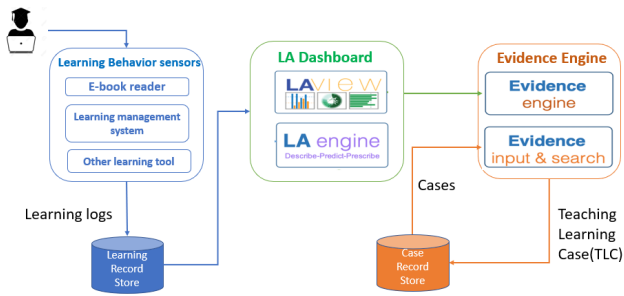 Learning Behavior sensors
E-book reader
Learning management
system
Other learning tool
Learning logs
Learning
Record
Store
LA Dashboard
LAVIEW
LA engine
Describe-Predict-Prescribe
Evidence Engine
Evidence
engine
Evidence
input & search
Cases
Teaching
Learning
Case(TLC)
Case
Record
Store